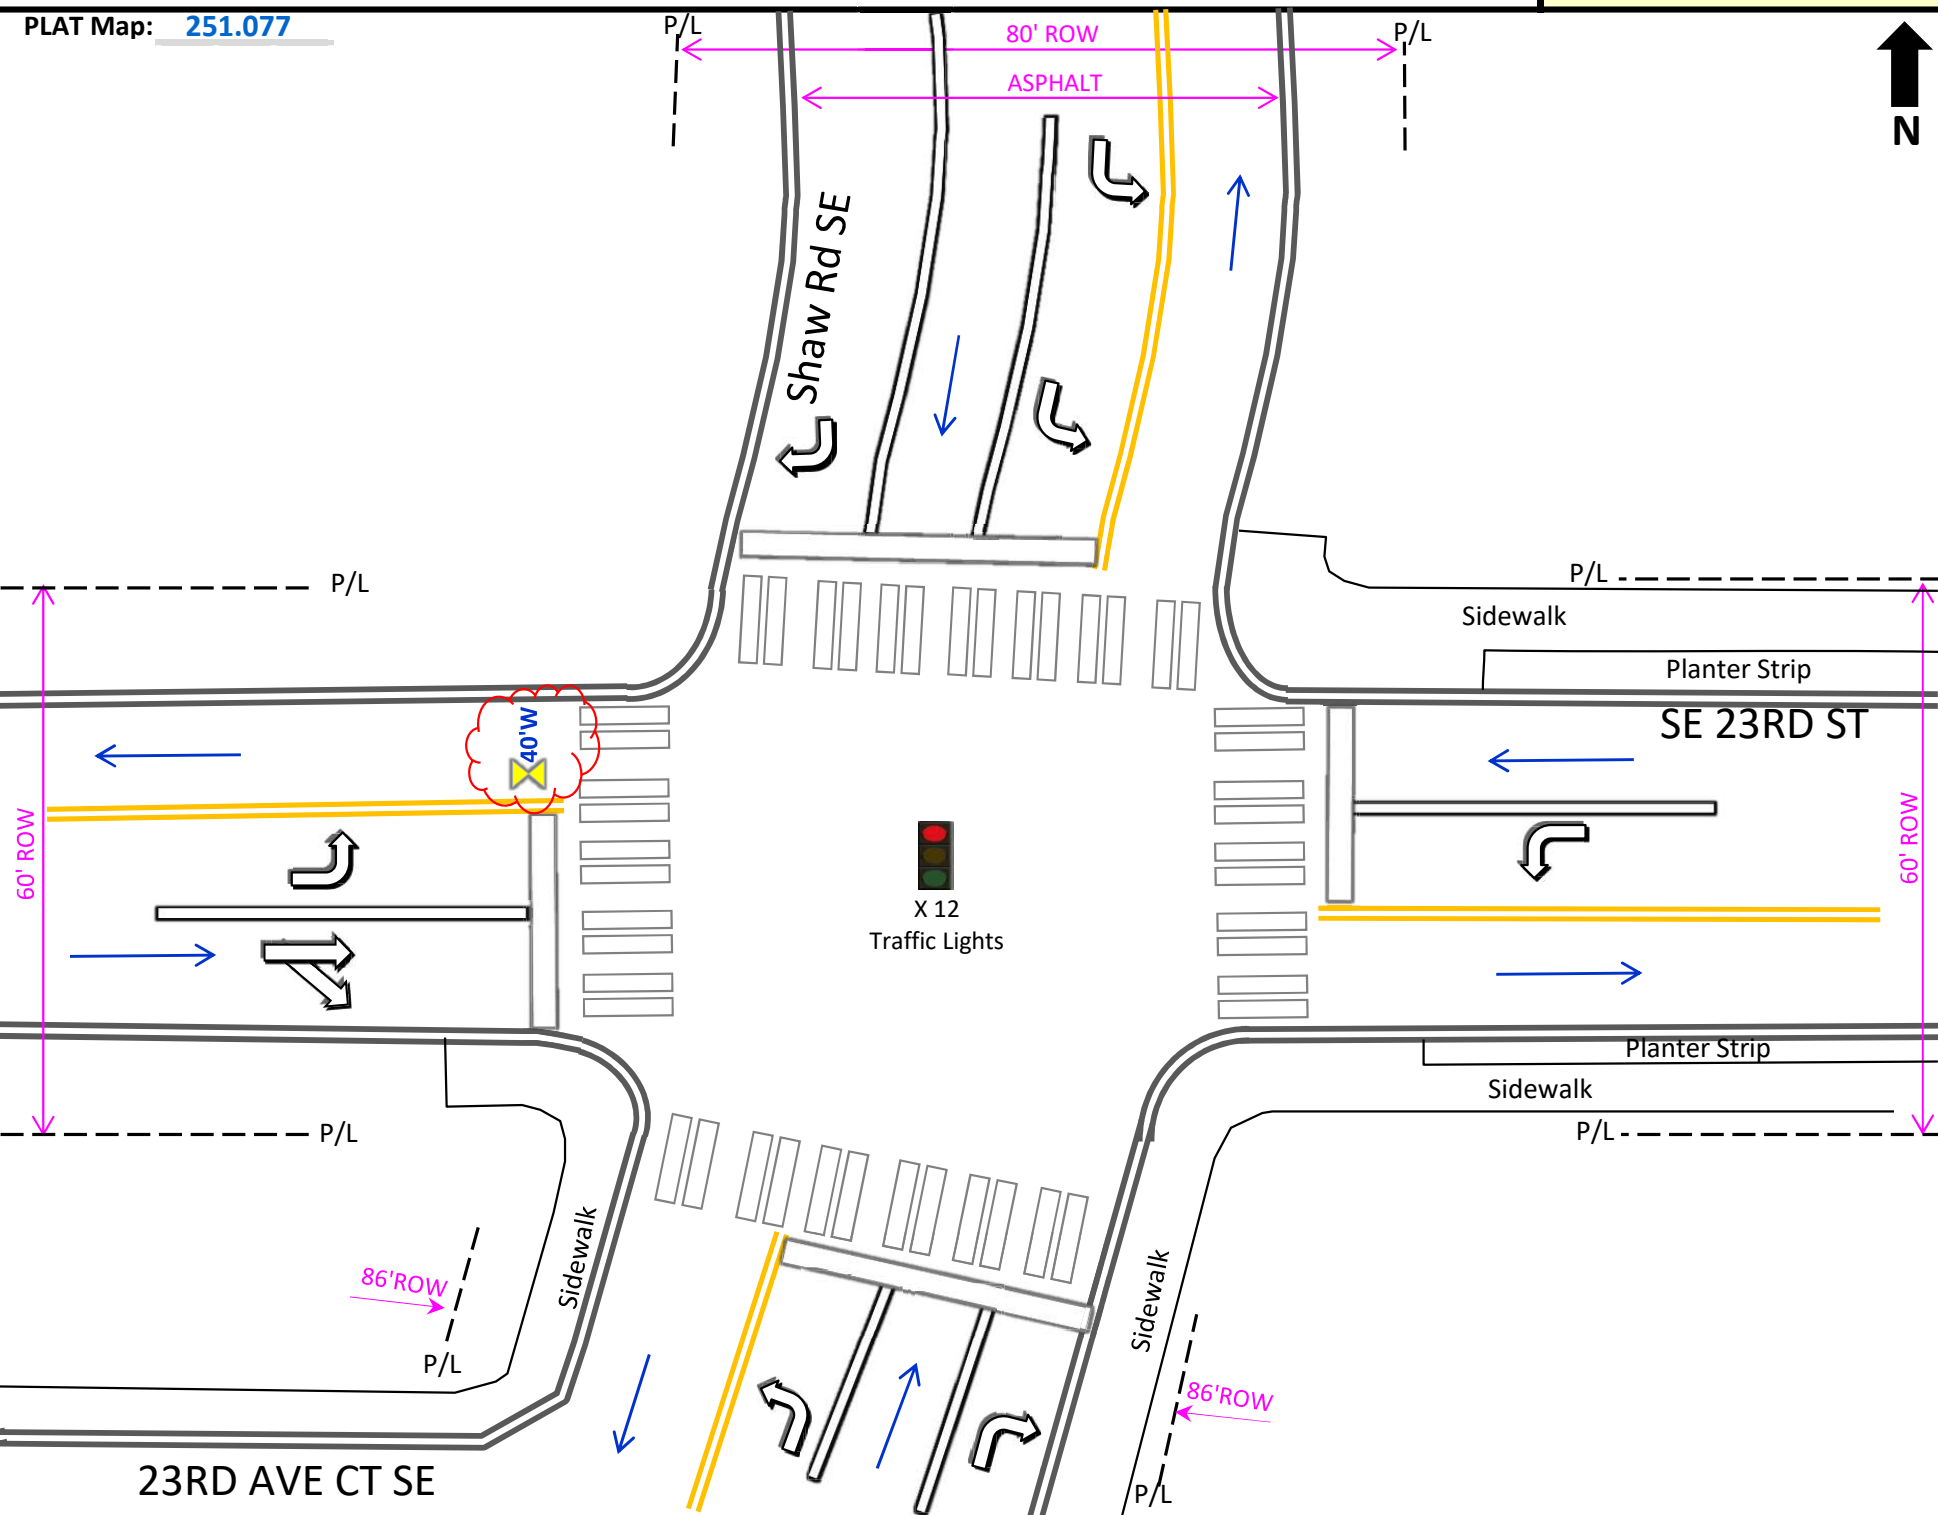 PLAT Map: 251.077
P/L
80' ROW
P/L
ASPHALT
N
Shaw Rd SE
P/L
P/L
Sidewalk
Planter Strip
SE 23RD ST
40'W
60' ROW
60' ROW
X 12
Traffic Lights
Planter Strip
Sidewalk
P/L
P/L
Sidewalk
Sidewalk
86'ROW
P/L
86'ROW
P/L
23RD AVE CT SE